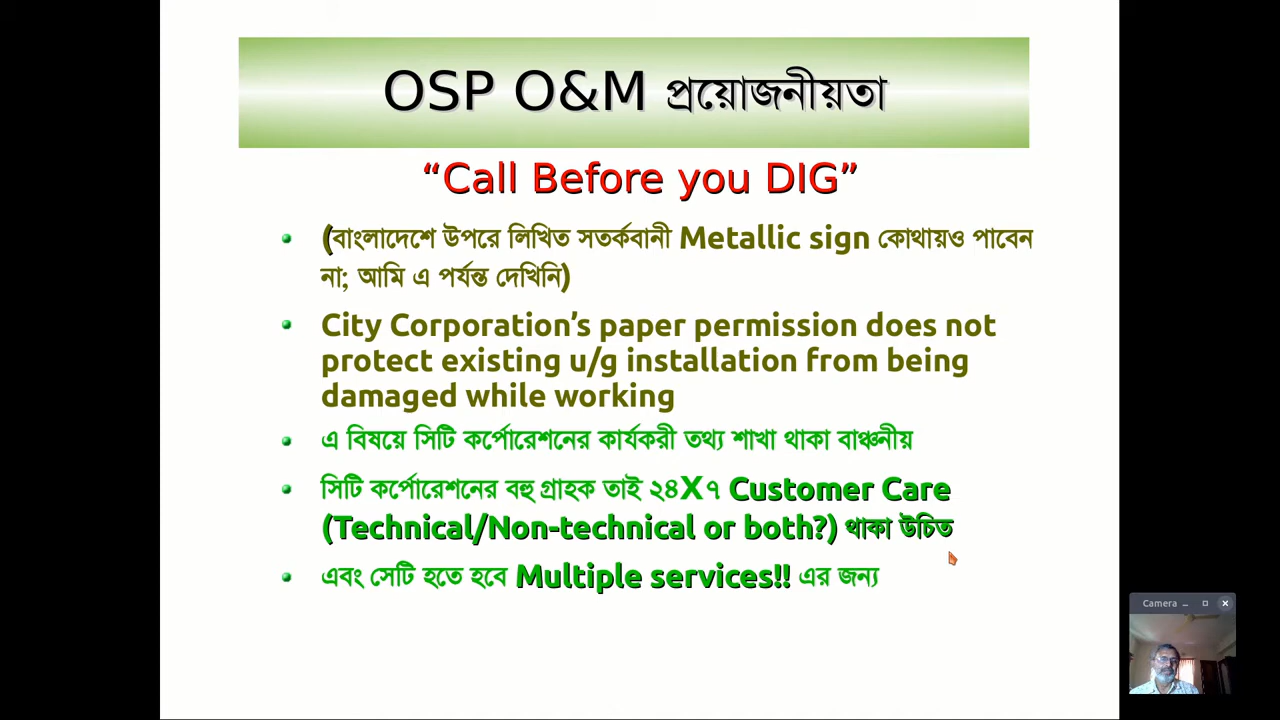 OSP O&M প্রয়োজনীয়তা
“Call Before you DIG”
(বাংলাদেশে উপরে লিখিত সতর্কবানী Metallic sign কোথায়ও পাবেন
না; আমি এ পর্যন্ত দেখিনি)
City Corporation’s paper permission does not
protect existing u/g installation from being
damaged while working
এ বিষয়ে সিটি কর্পোরেশনের কার্যকরী তথ্য শাখা থাকা বাঞ্চনীয়
সিটি কর্পোরেশনের বহু গ্রাহক তাই ২৪X৭ Customer Care
(Technical/Non-technical or both?) থাকা উচিত
এবং সেটি হতে হবে Multiple services!! এর জন্য
Camera